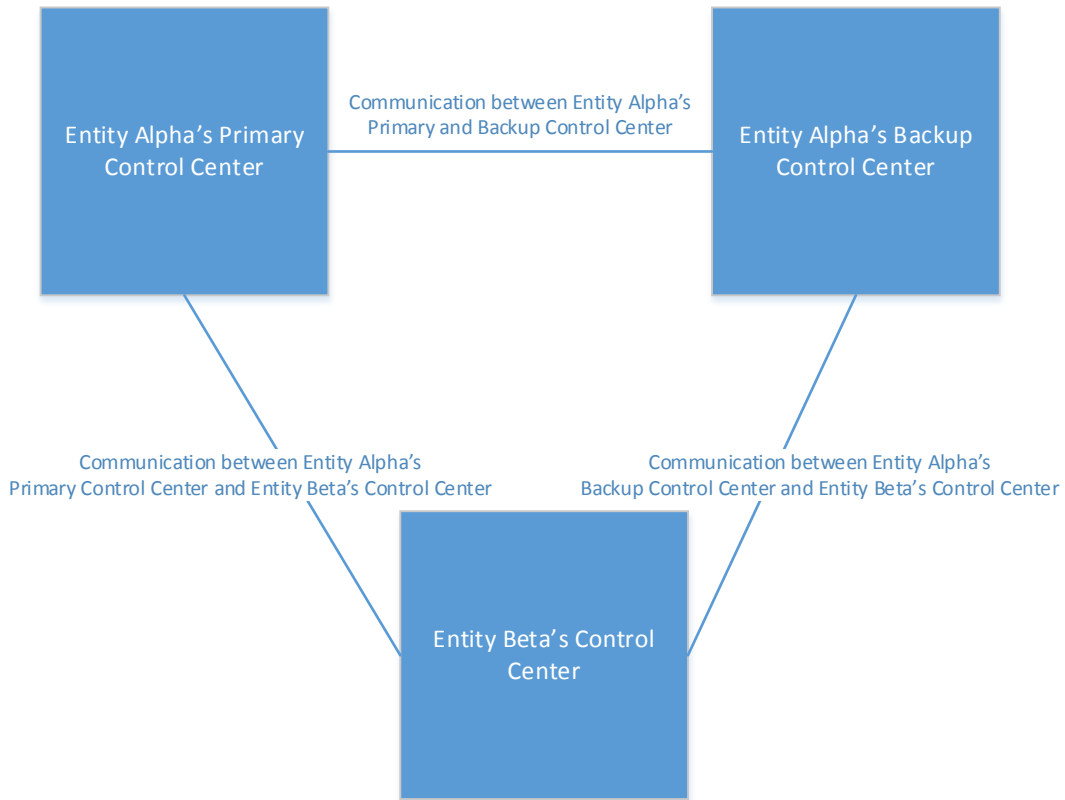 Communication between Entity Alpha’s
Primary and Backup Control Center
Entity Alpha’s Primary
Control Center
Entity Alpha’s Backup
Control Center
Communication between Entity Alpha’s
Primary Control Center and Entity Beta’s Control Center
Communication between Entity Alpha’s
Backup Control Center and Entity Beta’s Control Center
Entity Beta’s Control
Center